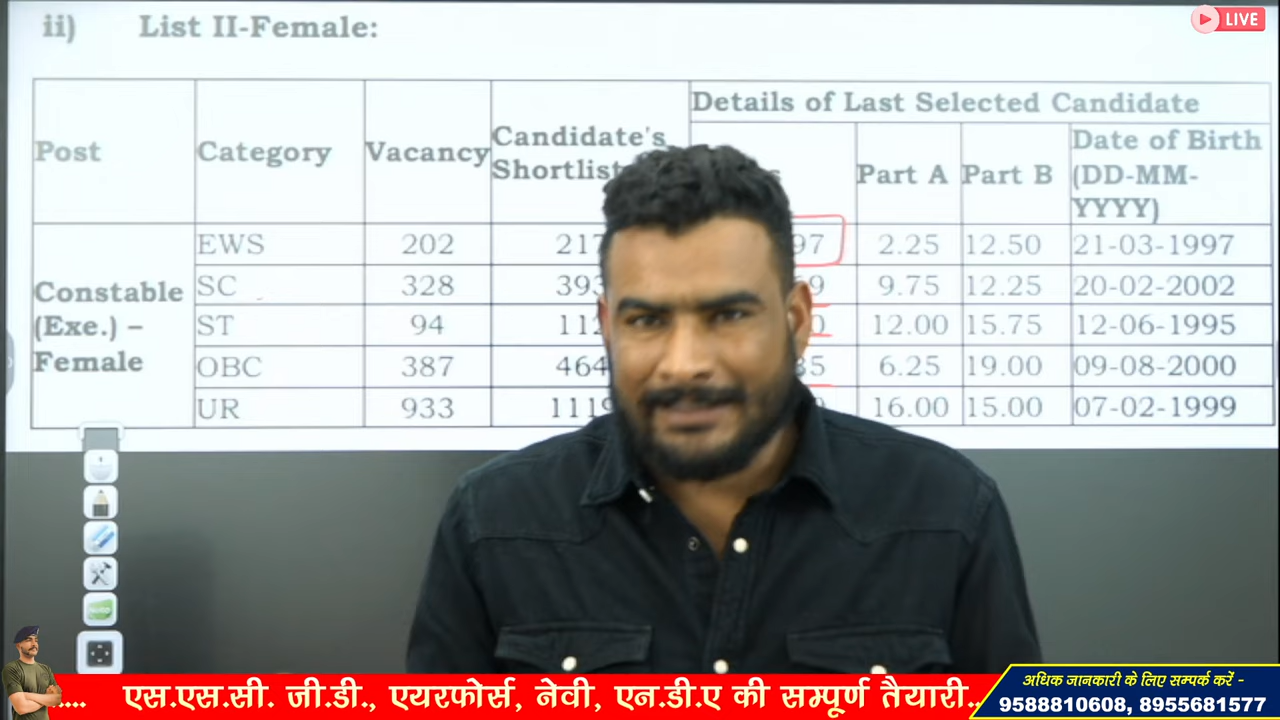 LIVE
ii) List II-Female:
Post Category Vacancy Candidate's Details of Last Selected Candidate
Part A Part B Date of Birth (DD-MM-YYYY)
EWS 202 217 97 2.25 12.50 21-03-1997
Constable (Exe.) – Female
SC 328 393 69 9.75 12.25 20-02-2002
ST 94 12.00 15.75 12-06-1995
OBC 387 464 35 6.25 19.00 09-08-2000
UR 933 1119 16.00 15.00 07-02-1999
एस.एस.सी. जी.डी., एयरफोर्स, नेवी, एन.डी.ए की सम्पूर्ण तैयारी..
अधिक जानकारी के लिए सम्पर्क करें -
9588810608, 8955681577